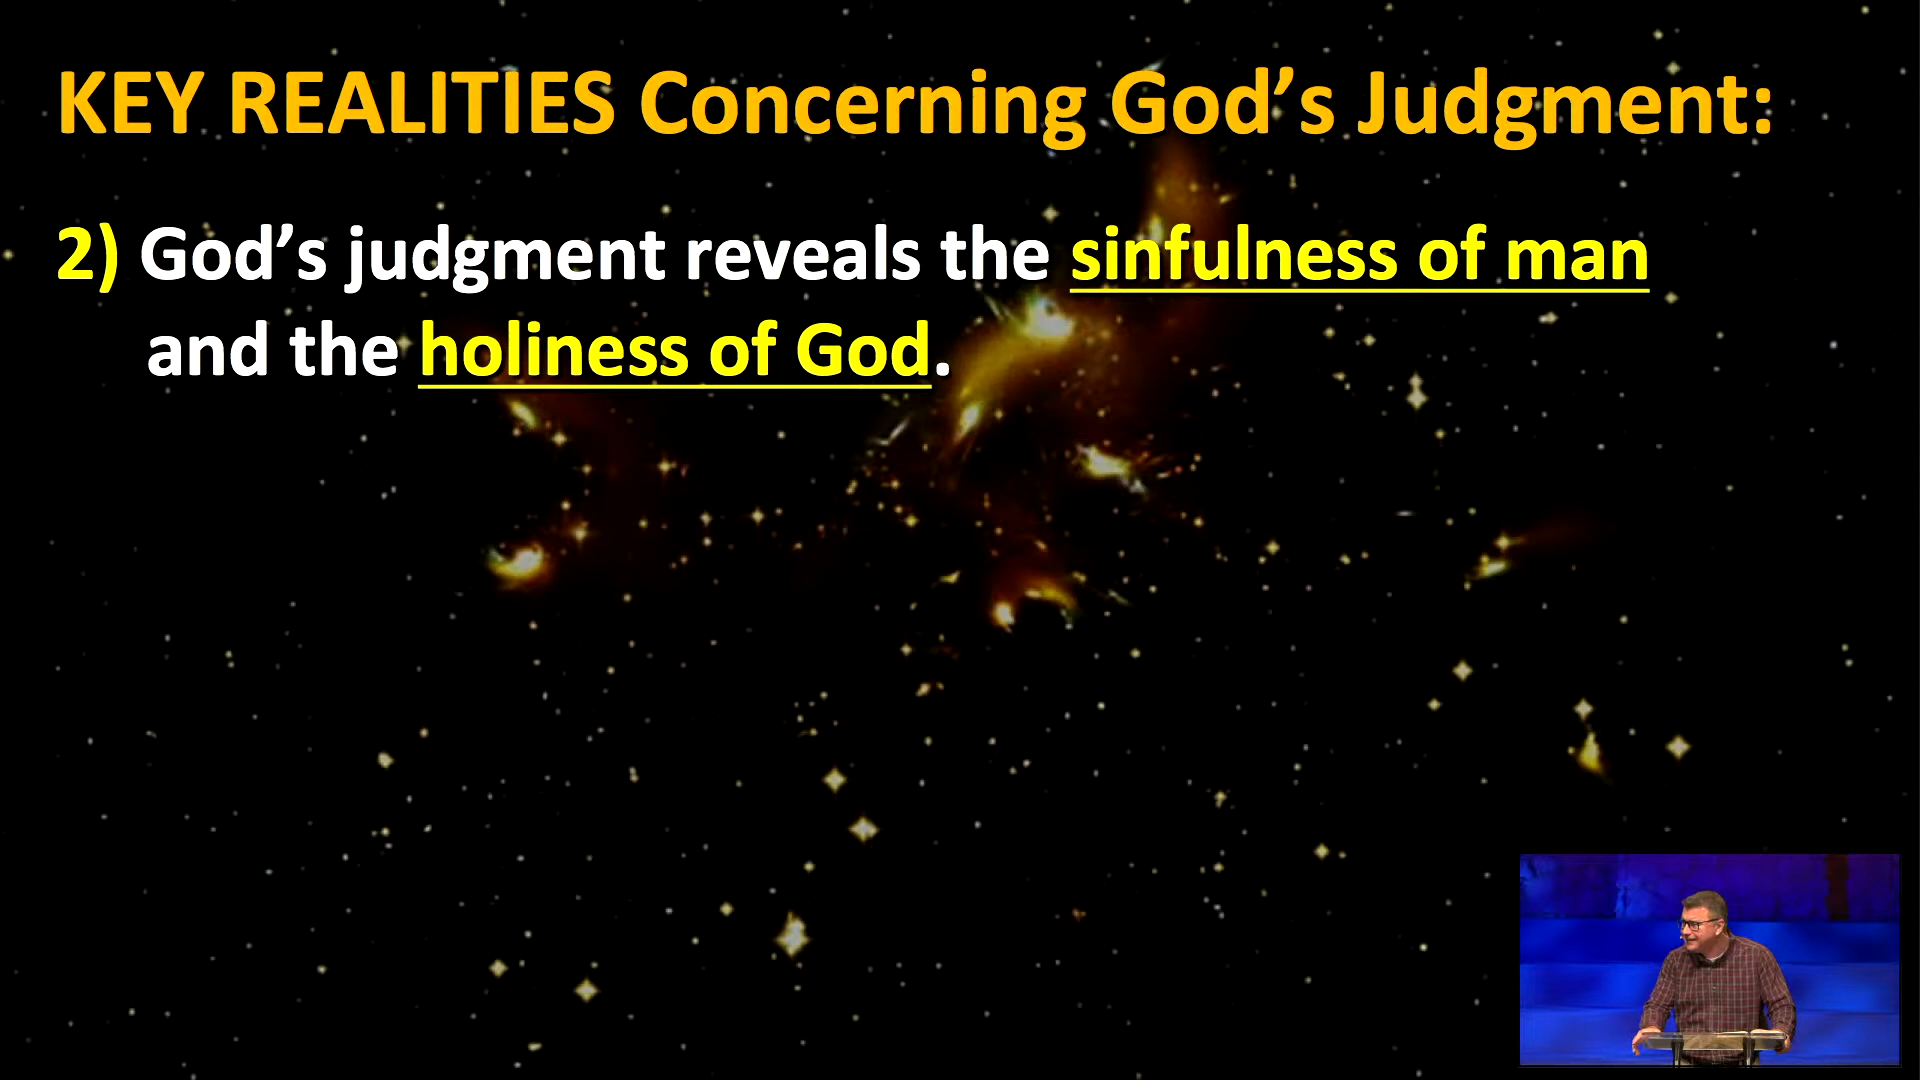 KEY REALITIES Concerning God’s Judgment:
2) God’s judgment reveals the sinfulness of man
and the holiness of God.